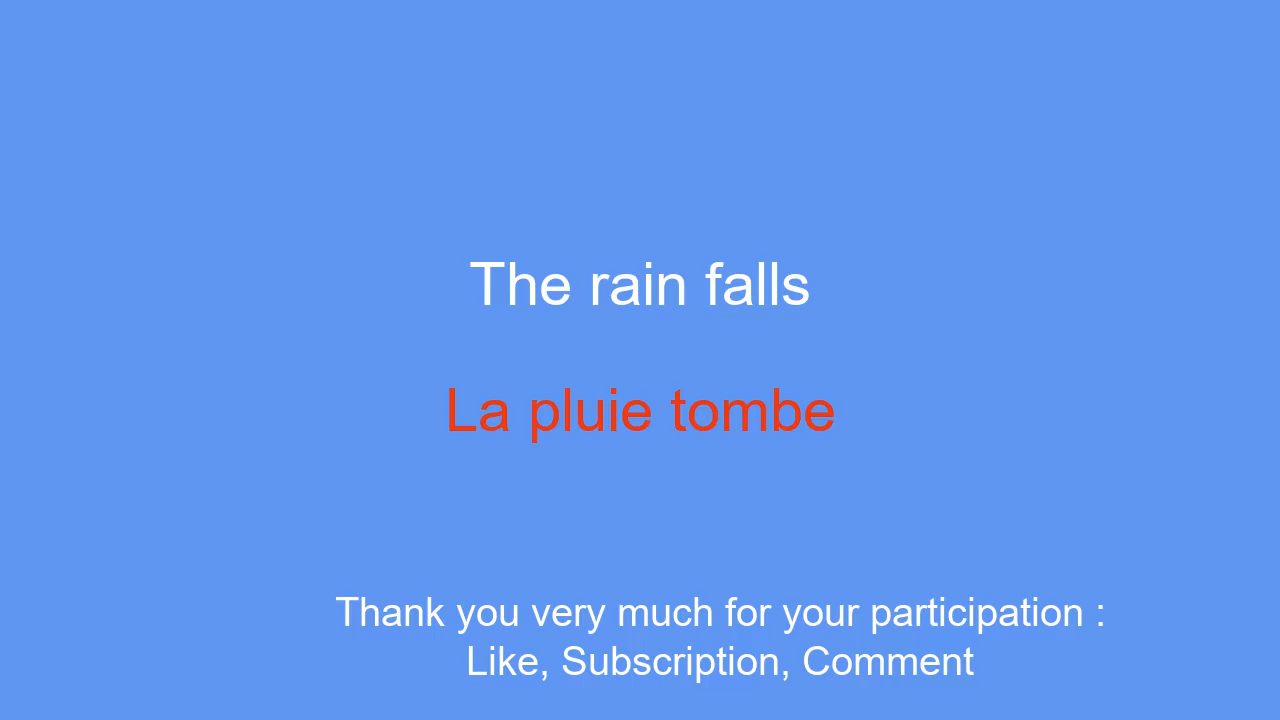 The rain falls
La pluie tombe
Thank you very much for your participation :
Like, Subscription, Comment